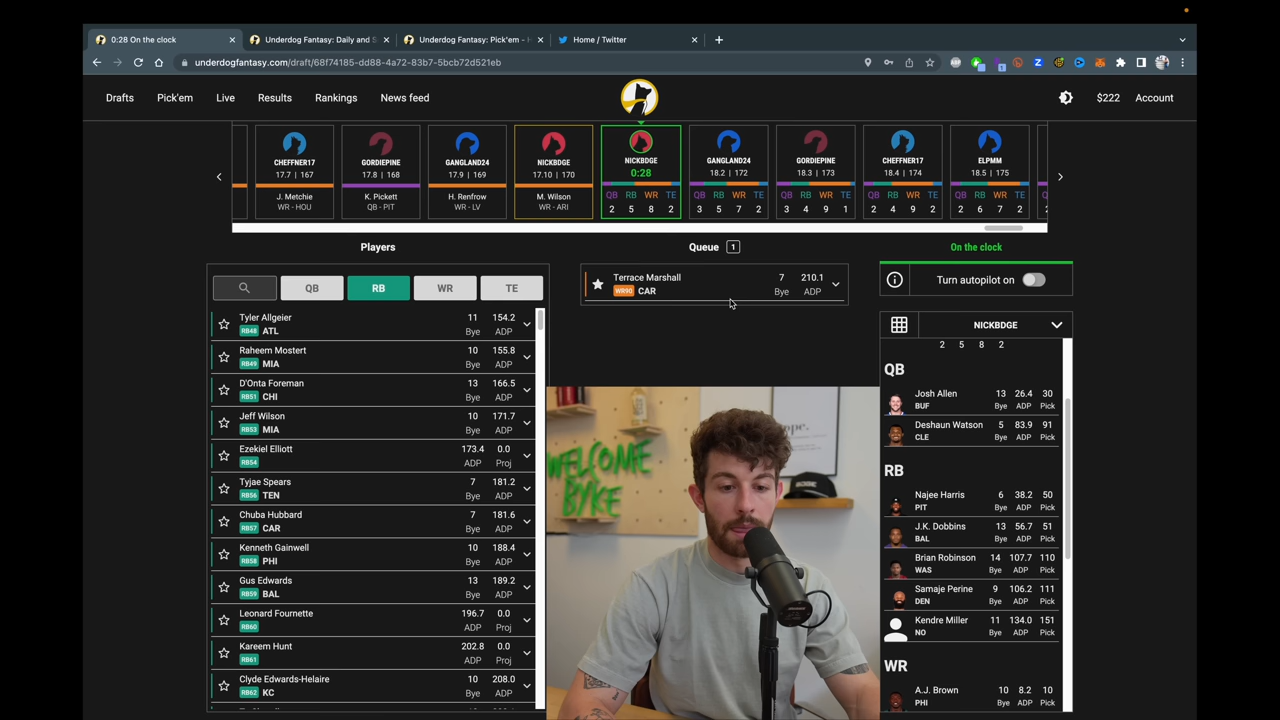 0:28 On the clock
Underdog Fantasy: Daily and S
Underdog Fantasy: Pick'em - H
Home / Twitter
underdogfantasy.com/draft/68f74185-dd88-4a72-83b7-5bcb72d521eb
Drafts Pick'em Live Results Rankings News feed
$222 Account
CHEFFNER17
17.7 | 167
J. Metchie
WR - HOU
GORDIEPINE
17.8 | 168
K. Pickett
QB - PIT
GANGLAND24
17.9 | 169
H. Renfrow
WR - LV
NICKBDGE
17.10 | 170
M. Wilson
WR - ARI
NICKBDGE
0:28
QB RB WR TE
2 5 8 2
GANGLAND24
18.2 | 172
QB RB WR TE
3 5 7 2
GORDIEPINE
18.3 | 173
QB RB WR TE
3 4 9 1
CHEFFNER17
18.4 | 174
QB RB WR TE
2 4 9 2
ELPMM
18.5 | 175
QB RB WR TE
2 6 7 2
Players
QB RB WR TE
Tyler Allgeier 11 154.2
RB48 ATL Bye ADP
Raheem Mostert 10 155.8
RB49 MIA Bye ADP
D'Onta Foreman 13 166.5
RB51 CHI Bye ADP
Jeff Wilson 10 171.7
RB53 MIA Bye ADP
Ezekiel Elliott 173.4 0.0
RB54 ADP Proj
Tyjae Spears 7 181.2
RB56 TEN Bye ADP
Chuba Hubbard 7 181.6
RB57 CAR Bye ADP
Kenneth Gainwell 10 188.4
RB58 PHI Bye ADP
Gus Edwards 13 189.2
RB59 BAL Bye ADP
Leonard Fournette 196.7 0.0
RB60 ADP Proj
Kareem Hunt 202.8 0.0
RB61 ADP Proj
Clyde Edwards-Helaire 10 208.0
RB62 KC Bye ADP
Queue 1
Terrace Marshall 7 210.1
WR90 CAR Bye ADP
WELCOME
BYKE
On the clock
Turn autopilot on
NICKBDGE
2 5 8 2
QB
Josh Allen 13 26.4 30
BUF Bye ADP Pick
Deshaun Watson 5 83.9 91
CLE Bye ADP Pick
RB
Najee Harris 6 38.2 50
PIT Bye ADP Pick
J.K. Dobbins 13 56.7 51
BAL Bye ADP Pick
Brian Robinson 14 107.7 110
WAS Bye ADP Pick
Samaje Perine 9 106.2 111
DEN Bye ADP Pick
Kendre Miller 11 134.0 151
NO Bye ADP Pick
WR
A.J. Brown 10 8.2 10
PHI Bye ADP Pick